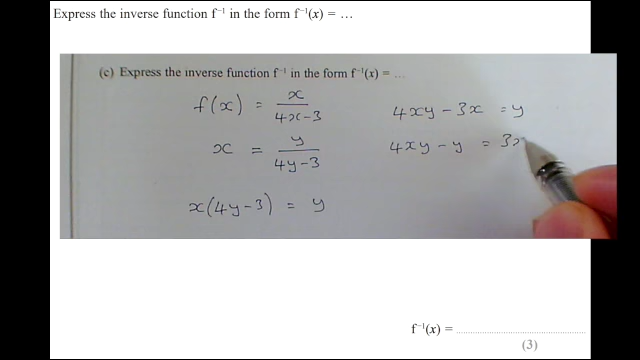 Express the inverse function f⁻¹ in the form f⁻¹(x) = …
(c) Express the inverse function f⁻¹ in the form f⁻¹(x) = …
f(x) = x/(4x-3)
x = y/(4y-3)
x(4y-3) = y
4xy - 3x = y
4xy - y = 3x
f⁻¹(x) = ........................................
(3)